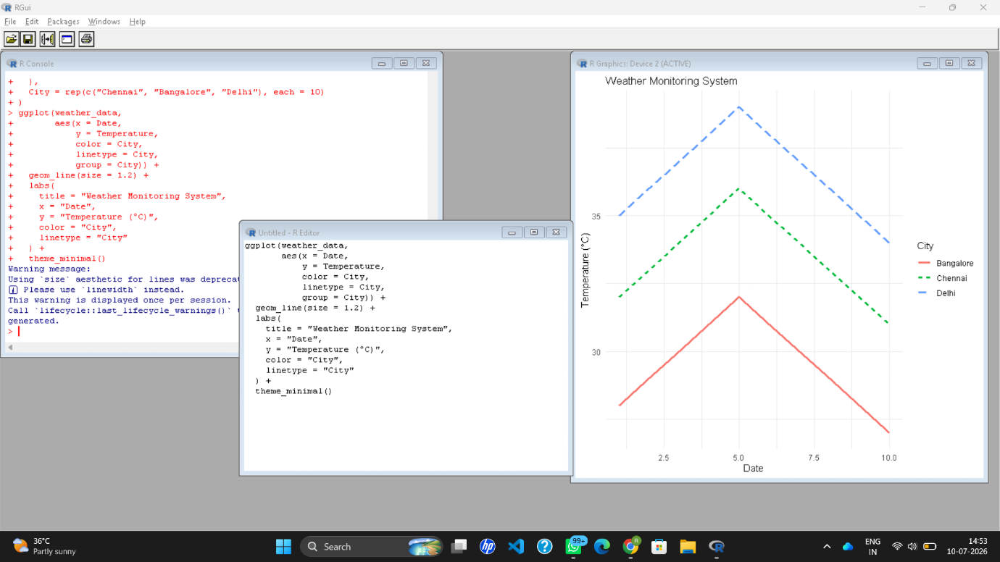 RGui
File Edit Packages Windows Help
R Console
+   ),
+   City = rep(c("Chennai", "Bangalore", "Delhi"), each = 10)
+ )
> ggplot(weather_data,
+        aes(x = Date,
+            y = Temperature,
+            color = City,
+            linetype = City,
+            group = City)) +
+   geom_line(size = 1.2) +
+   labs(
+     title = "Weather Monitoring System",
+     x = "Date",
+     y = "Temperature (°C)",
+     color = "City",
+     linetype = "City"
+   ) +
+   theme_minimal()
Warning message:
Using `size` aesthetic for lines was deprecat
i Please use `linewidth` instead.
This warning is displayed once per session.
Call `lifecycle::last_lifecycle_warnings()`
generated.
>
Untitled - R Editor
ggplot(weather_data,
       aes(x = Date,
           y = Temperature,
           color = City,
           linetype = City,
           group = City)) +
  geom_line(size = 1.2) +
  labs(
    title = "Weather Monitoring System",
    x = "Date",
    y = "Temperature (°C)",
    color = "City",
    linetype = "City"
  ) +
  theme_minimal()
R Graphics: Device 2 (ACTIVE)
Weather Monitoring System
Temperature (°C)
35
30
2.5 5.0 7.5 10.0
Date
City
Bangalore
Chennai
Delhi
36°C
Partly sunny
Search
99+
R
ENG
IN
14:53
10-07-2026